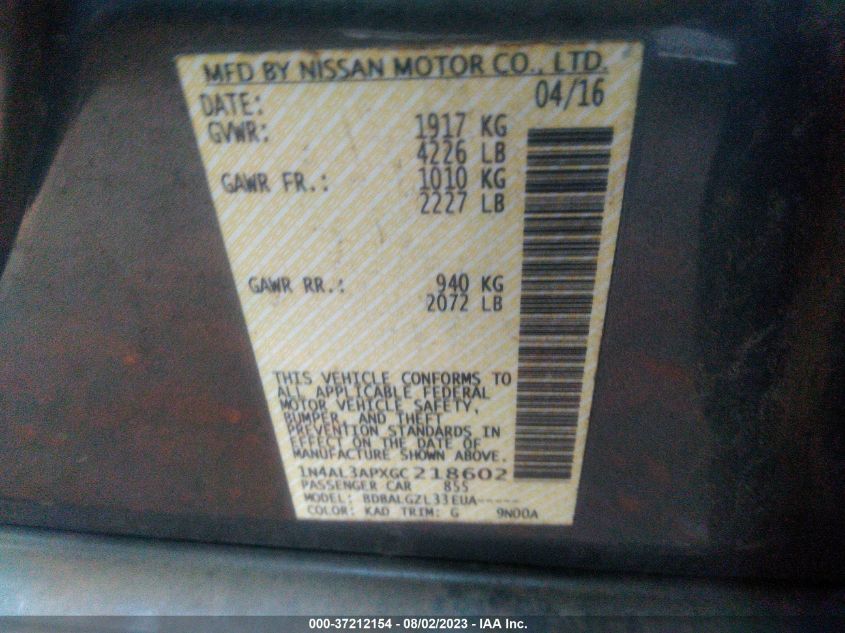 MFD BY NISSAN MOTOR CO., LTD.
DATE: 04/16
GVWR: 1917 KG
4226 LB
GAWR FR.: 1010 KG
2227 LB
GAWR RR.: 940 KG
2072 LB
THIS VEHICLE CONFORMS TO
ALL APPLICABLE FEDERAL
MOTOR VEHICLE SAFETY,
BUMPER, AND THEFT
PREVENTION STANDARDS IN
EFFECT ON THE DATE OF
MANUFACTURE SHOWN ABOVE.
1N4AL3APXGC218602
PASSENGER CAR 855
MODEL: BDBALGZL33EUA-----
COLOR: KAD TRIM: G 9N00A
000-37212154 - 08/02/2023 - IAA Inc.